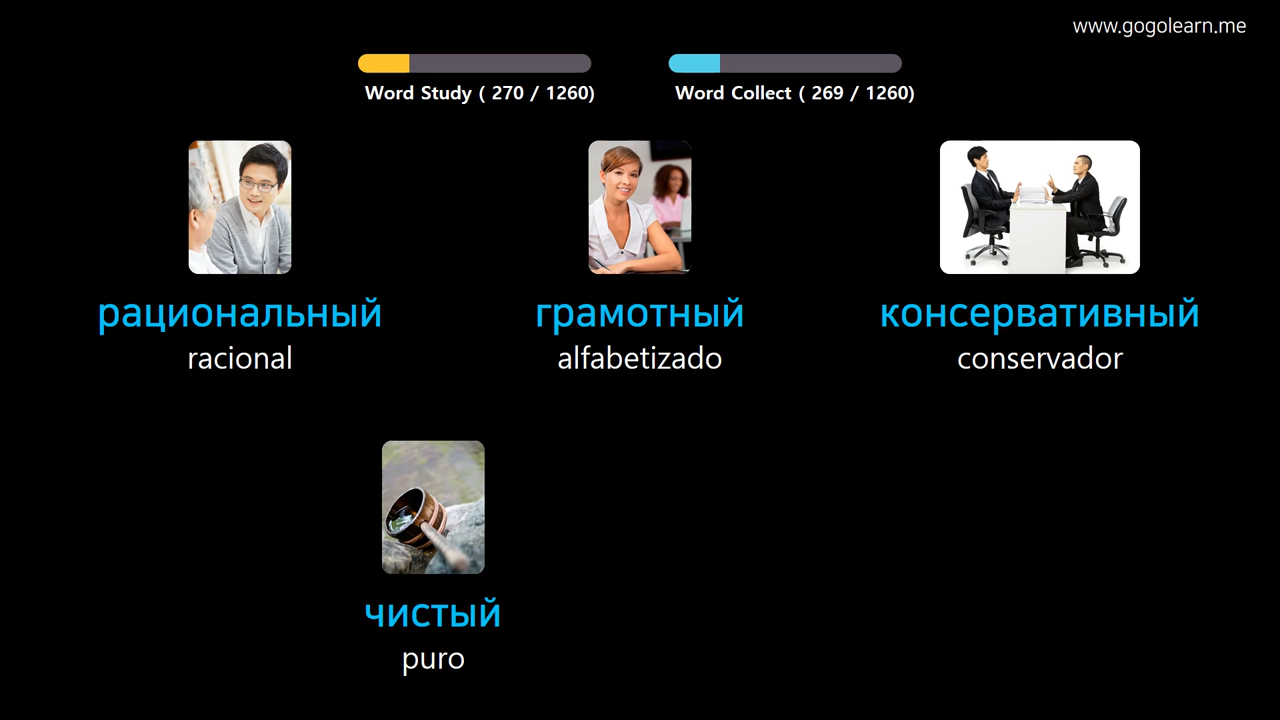 www.gogolearn.me
Word Study ( 270 / 1260)
Word Collect ( 269 / 1260)
рациональный
racional
грамотный
alfabetizado
консервативный
conservador
чистый
puro